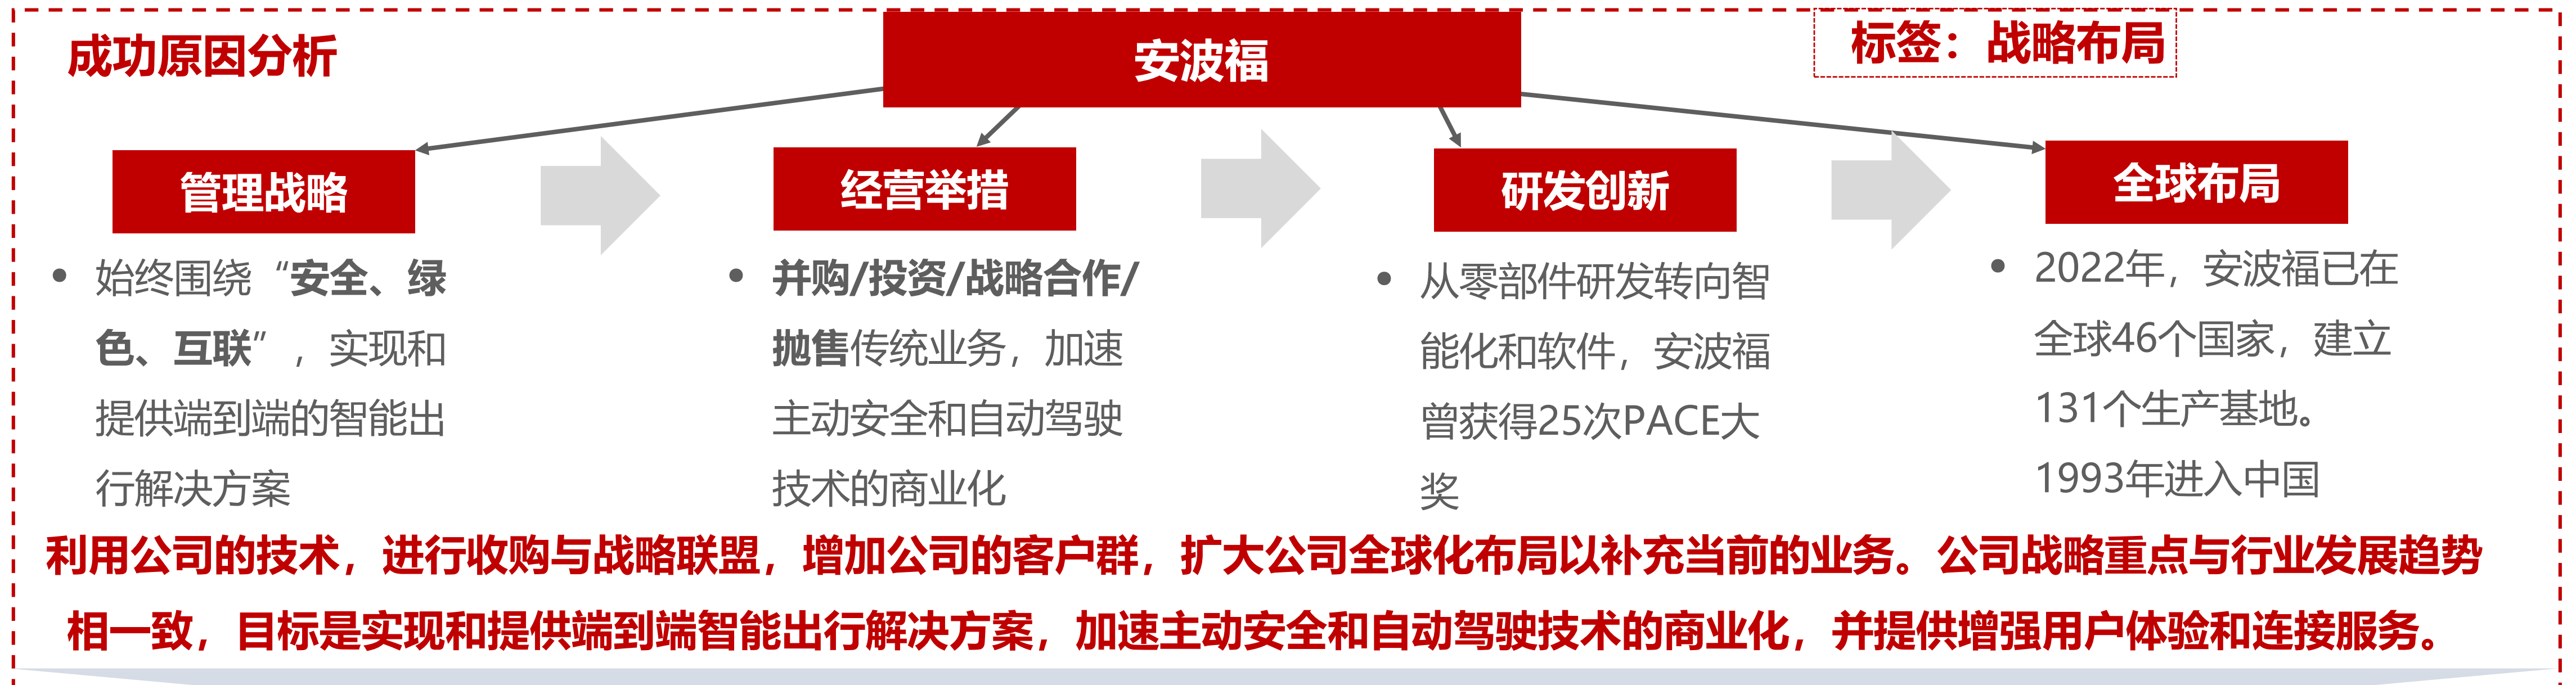 成功原因分析
安波福
标签：战略布局
管理战略
始终围绕“安全、绿
色、互联”，实现和
提供端到端的智能出
行解决方案
经营举措
并购/投资/战略合作/
抛售传统业务，加速
主动安全和自动驾驶
技术的商业化
研发创新
从零部件研发转向智
能化和软件，安波福
曾获得25次PACE大
奖
全球布局
2022年，安波福已在
全球46个国家，建立
131个生产基地。
1993年进入中国
利用公司的技术，进行收购与战略联盟，增加公司的客户群，扩大公司全球化布局以补充当前的业务。公司战略重点与行业发展趋势
相一致，目标是实现和提供端到端智能出行解决方案，加速主动安全和自动驾驶技术的商业化，并提供增强用户体验和连接服务。